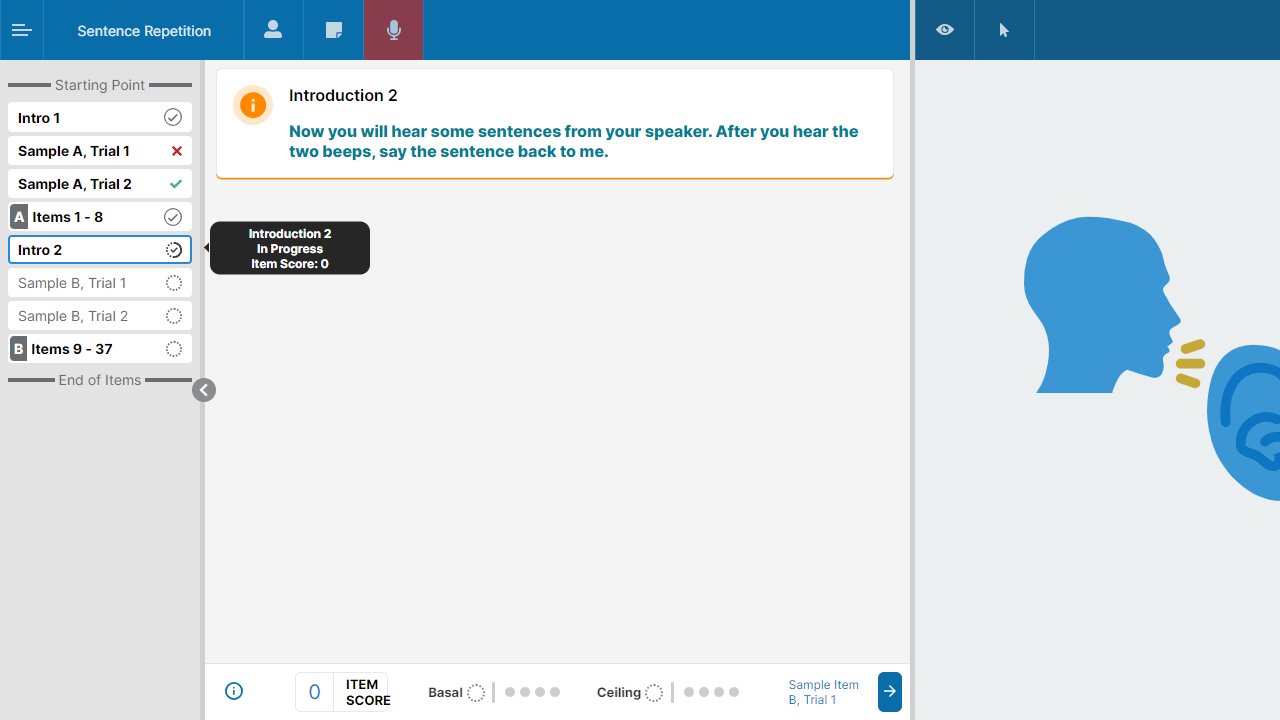 Sentence Repetition
Starting Point
Intro 1
Sample A, Trial 1
Sample A, Trial 2
A Items 1 - 8
Intro 2
Sample B, Trial 1
Sample B, Trial 2
B Items 9 - 37
End of Items
Introduction 2
Now you will hear some sentences from your speaker. After you hear the
two beeps, say the sentence back to me.
Introduction 2
In Progress
Item Score: 0
0
ITEM
SCORE
Basal
Ceiling
Sample Item
B, Trial 1